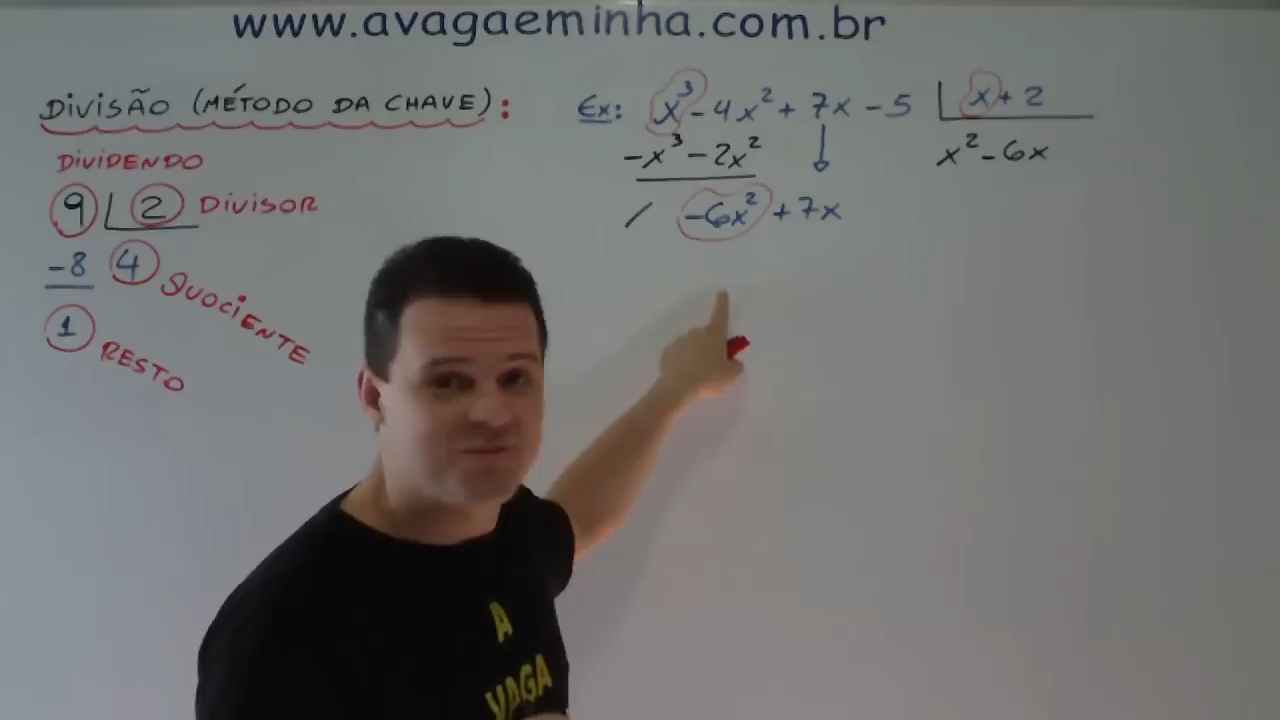 www.avagaeminha.com.br
DIVISÃO (MÉTODO DA CHAVE):
DIVIDENDO
9 2 DIVISOR
-8 4 QUOCIENTE
1 RESTO
Ex: x³ - 4x² + 7x - 5 x + 2
-x³ - 2x² x² - 6x
/ -6x² + 7x
A
VAGA